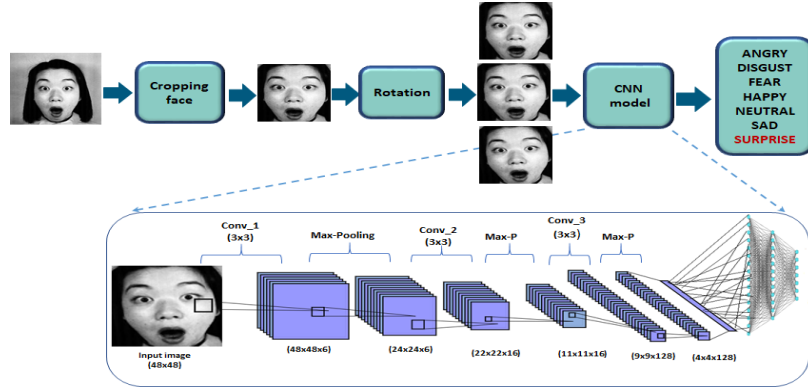 Cropping
face
Rotation
CNN
model
ANGRY
DISGUST
FEAR
HAPPY
NEUTRAL
SAD
SURPRISE
Conv_1
(3x3)
Max-Pooling
Conv_2
(3x3)
Max-P
Conv_3
(3x3)
Max-P
Input image
(48x48)
(48x48x6)
(24x24x6)
(22x22x16)
(11x11x16)
(9x9x128)
(4x4x128)